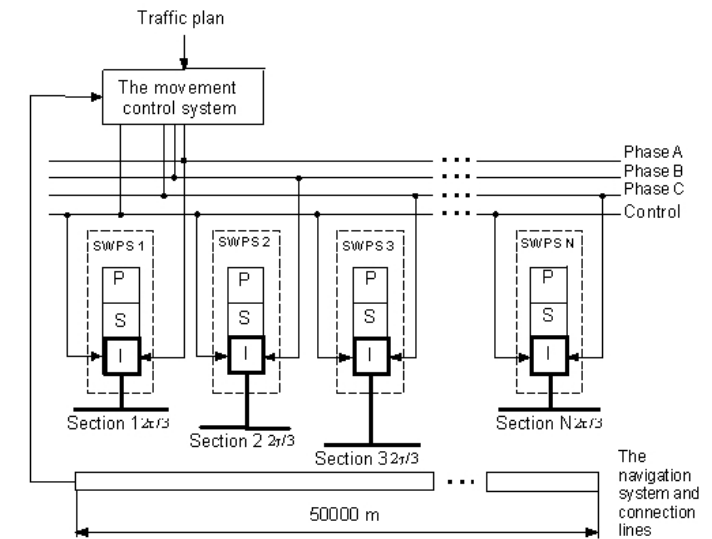 Traffic plan
The movement
control system
Phase A
Phase B
Phase C
Control
SWPS 1
SWPS 2
SWPS 3
SWPS N
P
P
P
P
S
S
S
S
I
I
I
I
Section 1 2π/3
Section 2 2π/3
Section 3 2π/3
Section N 2π/3
The
navigation
system and
connection
lines
50000 m